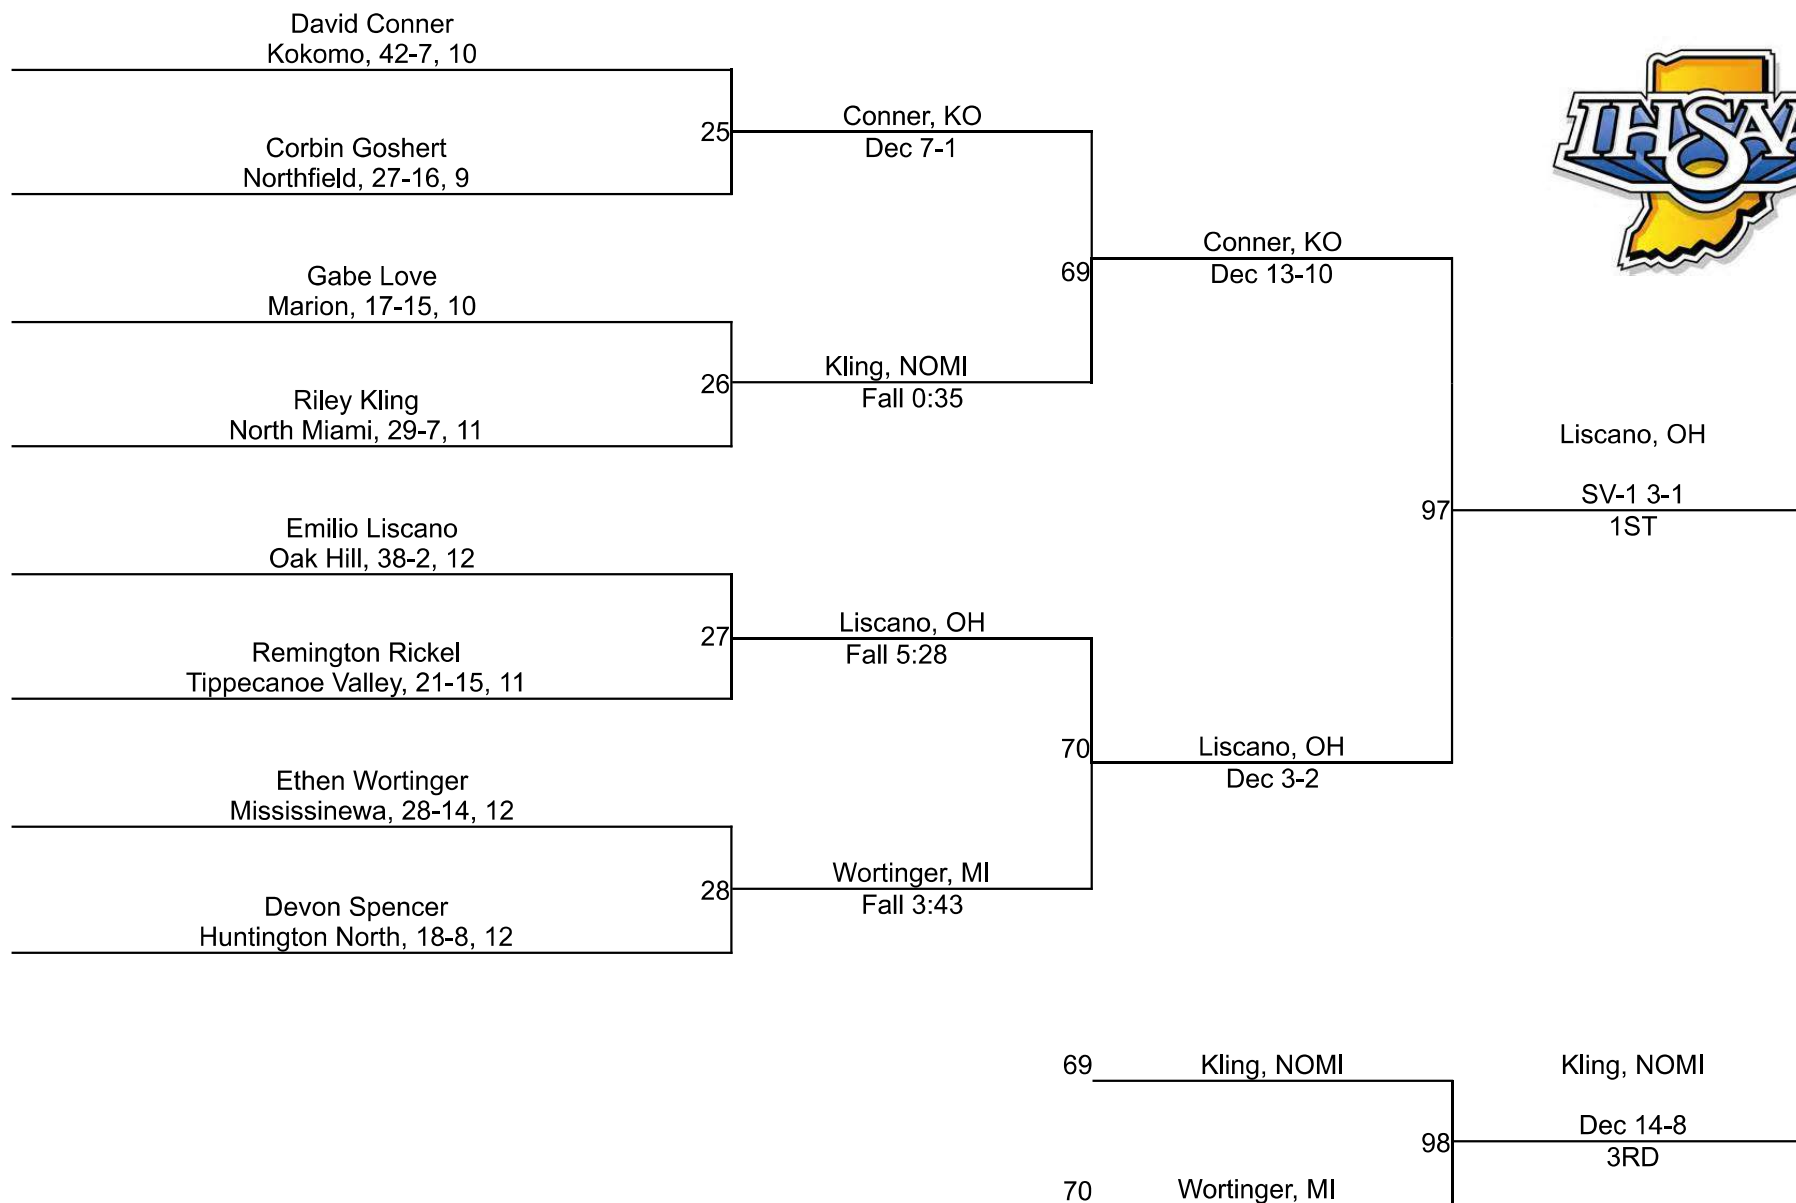 David Conner
Kokomo, 42-7, 10
25
Conner, KO
Dec 7-1
Corbin Goshert
Northfield, 27-16, 9
IHSAA
69
Conner, KO
Dec 13-10
Gabe Love
Marion, 17-15, 10
26
Kling, NOMI
Fall 0:35
Riley Kling
North Miami, 29-7, 11
97
Liscano, OH
SV-1 3-1
1ST
Emilio Liscano
Oak Hill, 38-2, 12
27
Liscano, OH
Fall 5:28
Remington Rickel
Tippecanoe Valley, 21-15, 11
70
Liscano, OH
Dec 3-2
Ethen Wortinger
Mississinewa, 28-14, 12
28
Wortinger, MI
Fall 3:43
Devon Spencer
Huntington North, 18-8, 12
69
Kling, NOMI
Kling, NOMI
98
Dec 14-8
3RD
70
Wortinger, MI